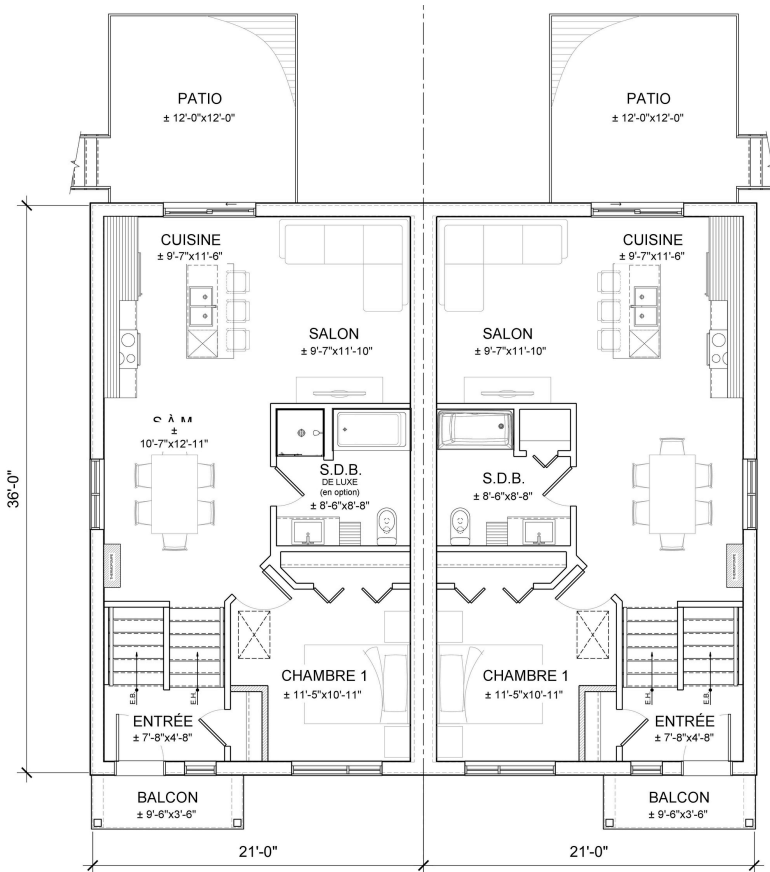 PATIO
± 12'-0"x12'-0"
PATIO
± 12'-0"x12'-0"
CUISINE
± 9'-7"x11'-6"
CUISINE
± 9'-7"x11'-6"
SALON
± 9'-7"x11'-10"
SALON
± 9'-7"x11'-10"
±
10'-7"x12'-11"
S.D.B.
DE LUXE
(en option)
± 8'-6"x8'-8"
S.D.B.
± 8'-6"x8'-8"
36'-0"
CHAMBRE 1
± 11'-5"x10'-11"
CHAMBRE 1
± 11'-5"x10'-11"
E.B.
E.H.
E.H.
E.B.
ENTRÉE
± 7'-8"x4'-8"
ENTRÉE
± 7'-8"x4'-8"
BALCON
± 9'-6"x3'-6"
BALCON
± 9'-6"x3'-6"
21'-0"
21'-0"